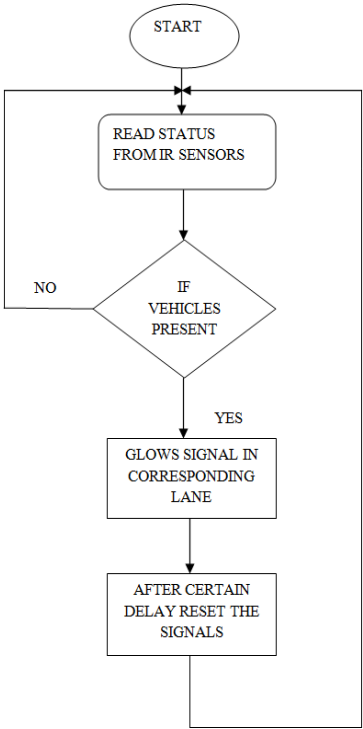 START
READ STATUS
FROM IR SENSORS
IF
VEHICLES
PRESENT
NO
YES
GLOWS SIGNAL IN
CORRESPONDING
LANE
AFTER CERTAIN
DELAY RESET THE
SIGNALS